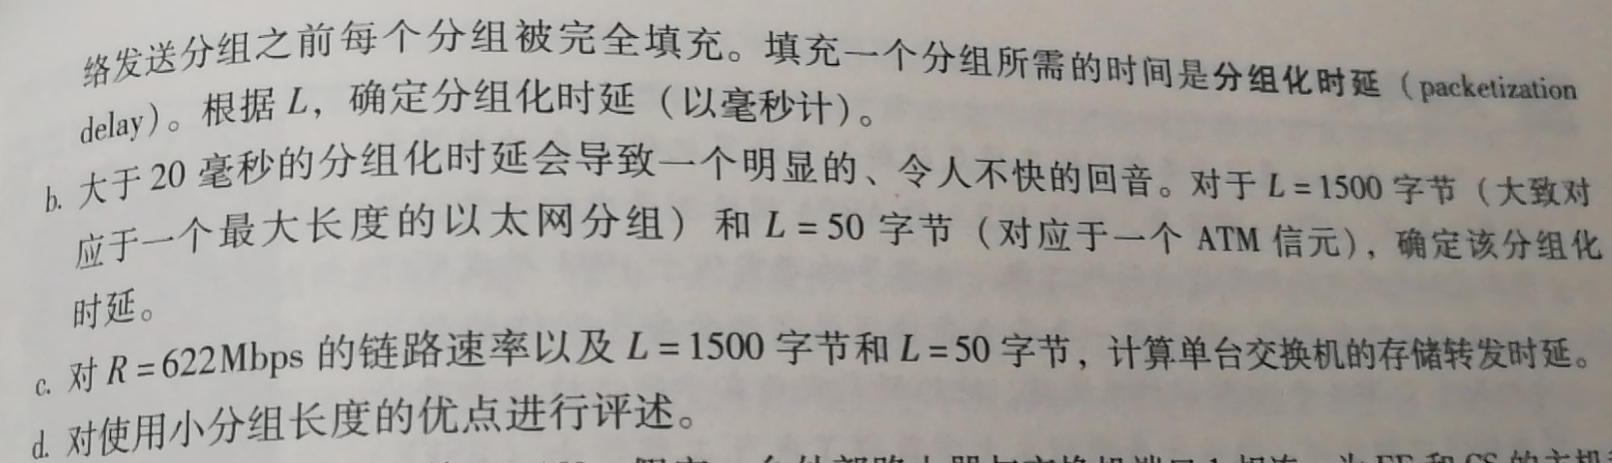 络发送分组之前每个分组被完全填充。填充一个分组所需的时间是分组化时延（packetization
delay）。根据 L，确定分组化时延（以毫秒计）。
b. 大于 20 毫秒的分组化时延会导致一个明显的、令人不快的回音。对于 L = 1500 字节（大致对
应于一个最大长度的以太网分组）和 L = 50 字节（对应于一个 ATM 信元），确定该分组化
时延。
c. 对 R = 622Mbps 的链路速率以及 L = 1500 字节和 L = 50 字节，计算单台交换机的存储转发时延。
d. 对使用小分组长度的优点进行评述。